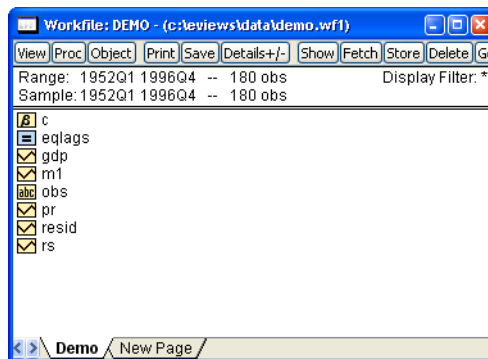 Workfile: DEMO - (c:\eviews\data\demo.wf1)
View Proc Object Print Save Details+/- Show Fetch Store Delete G
Range: 1952Q1 1996Q4 -- 180 obs Display Filter: *
Sample: 1952Q1 1996Q4 -- 180 obs
β c
= eqlags
gdp
m1
abc obs
pr
resid
rs
Demo New Page